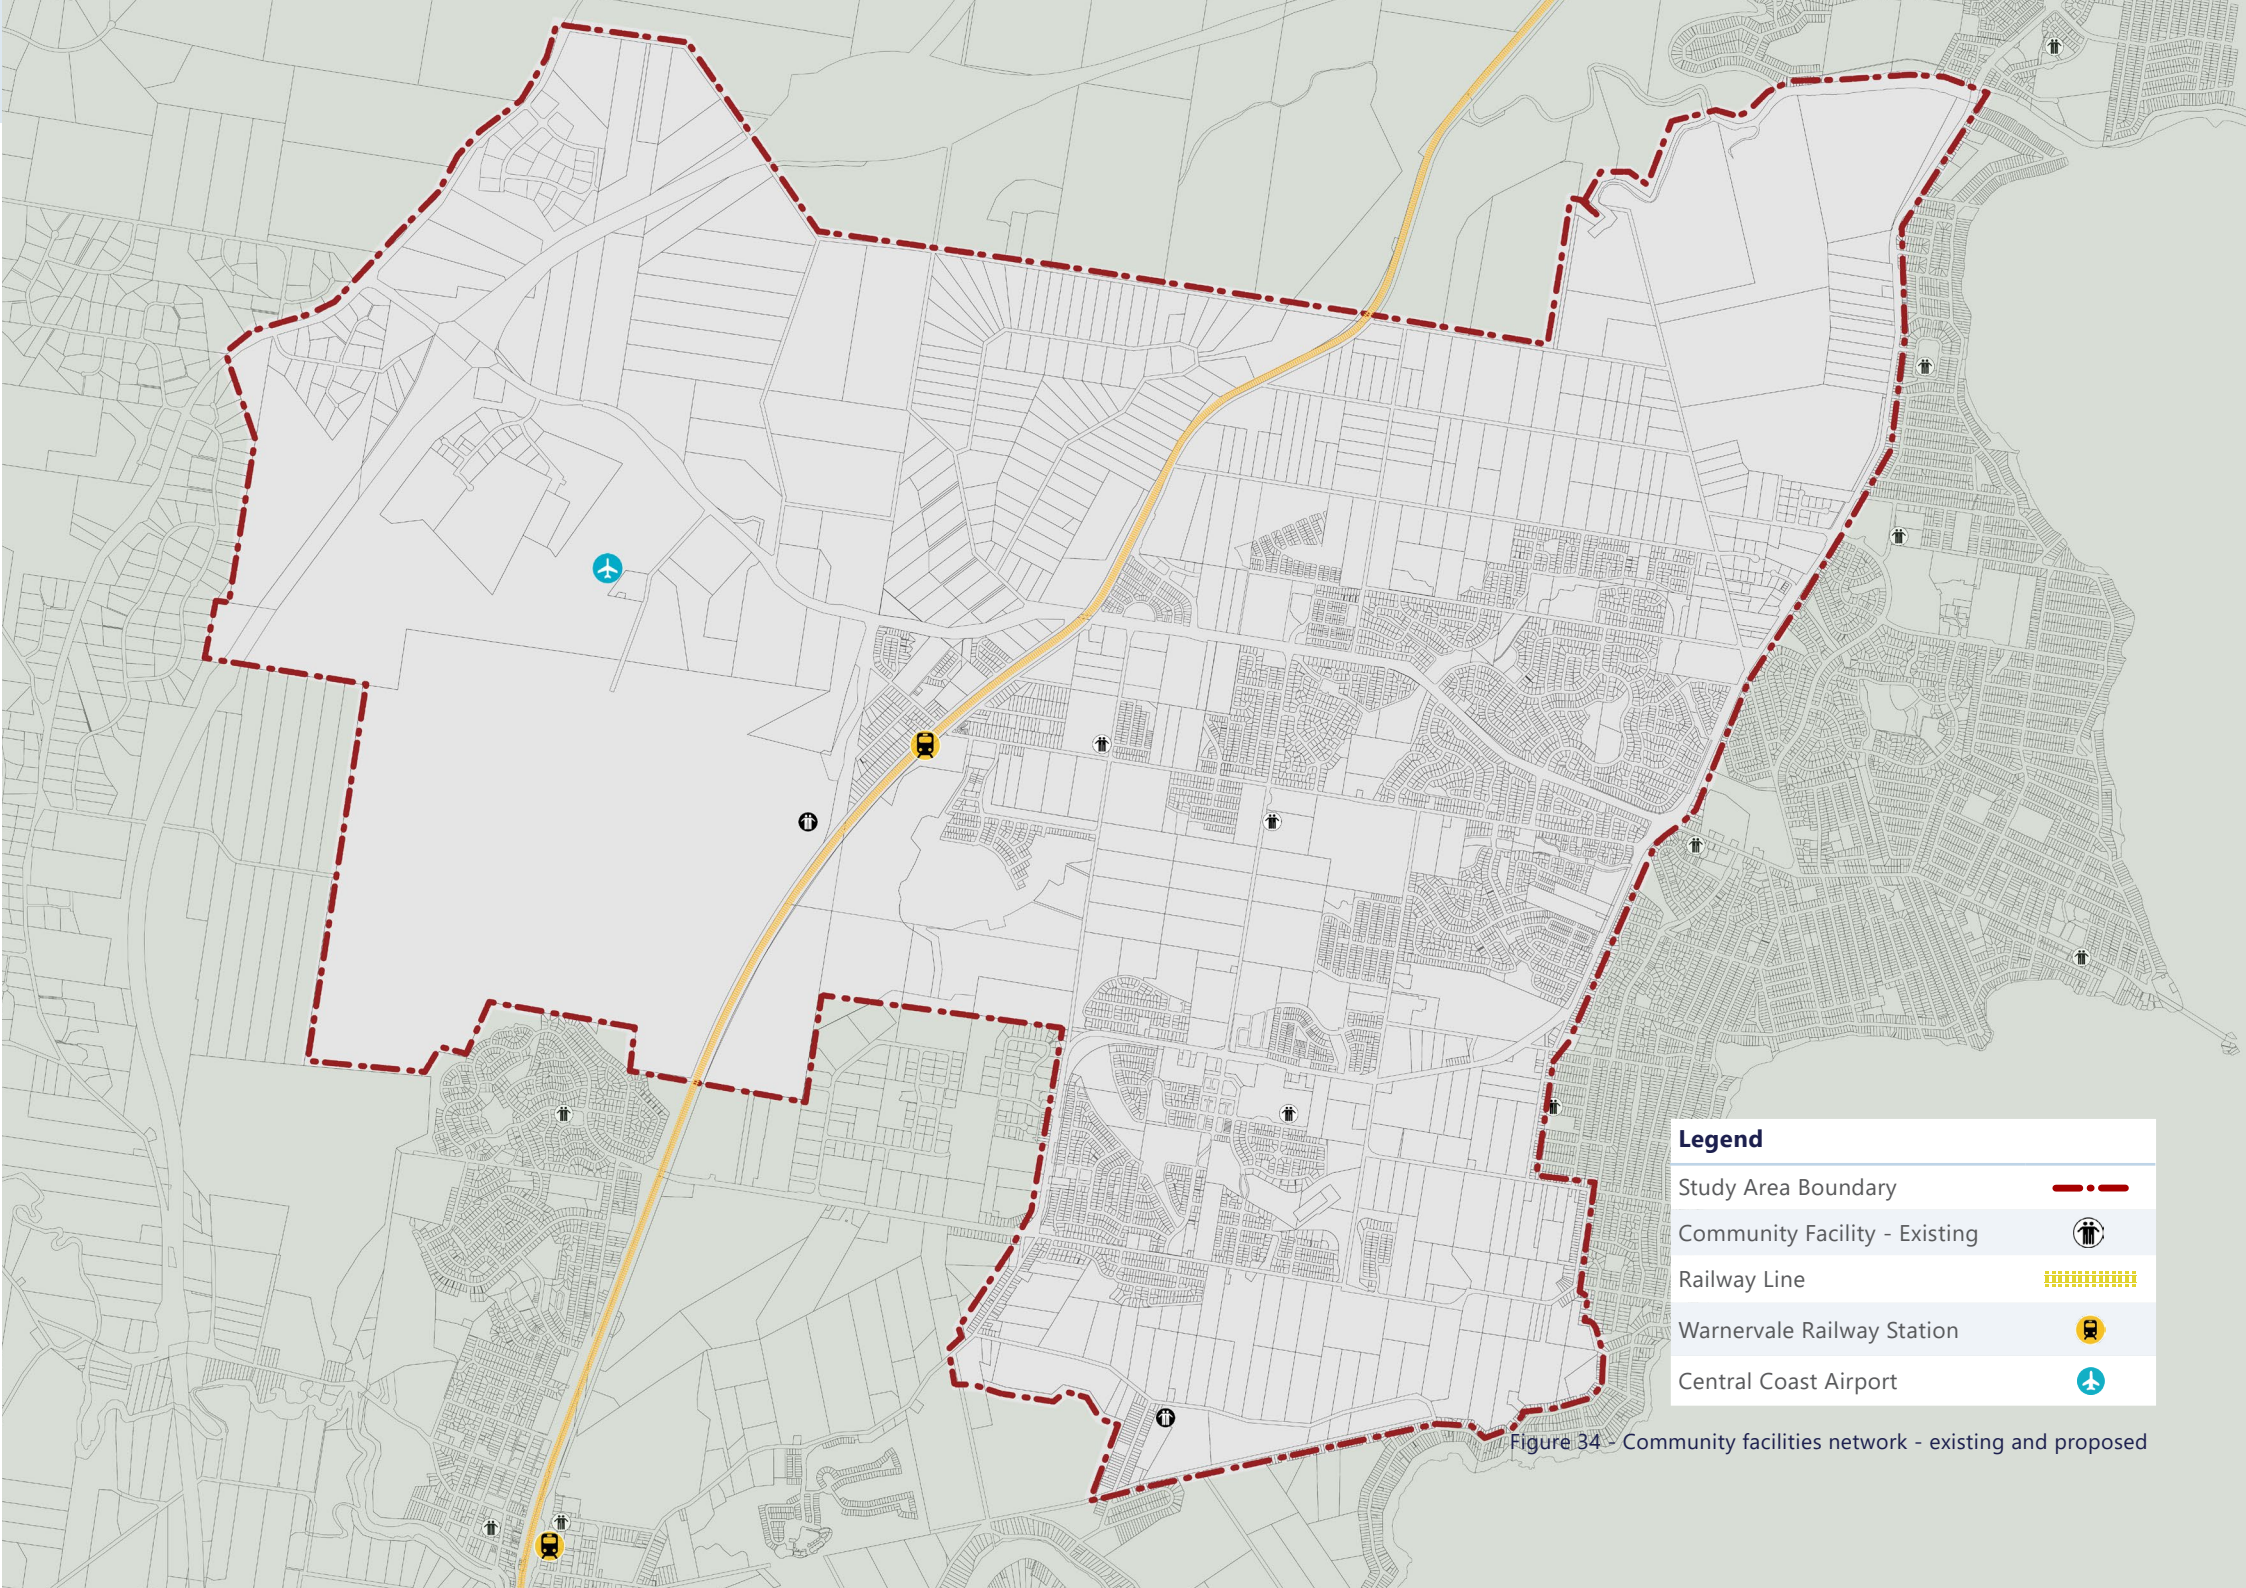 Legend
Study Area Boundary
Community Facility - Existing
Railway Line
Warnervale Railway Station
Central Coast Airport
Figure 34 - Community facilities network - existing and proposed